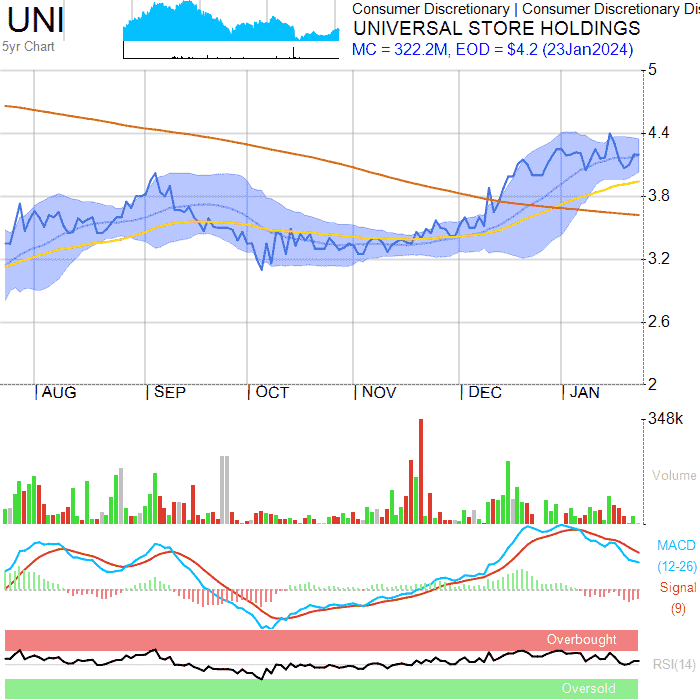 UNI
5yr Chart
Consumer Discretionary | Consumer Discretionary Dis
UNIVERSAL STORE HOLDINGS
MC = 322.2M, EOD = $4.2 (23Jan2024)
5
4.4
3.8
3.2
2.6
2
AUG
SEP
OCT
NOV
DEC
JAN
348k
Volume
MACD
(12-26)
Signal
(9)
Overbought
RSI(14)
Oversold